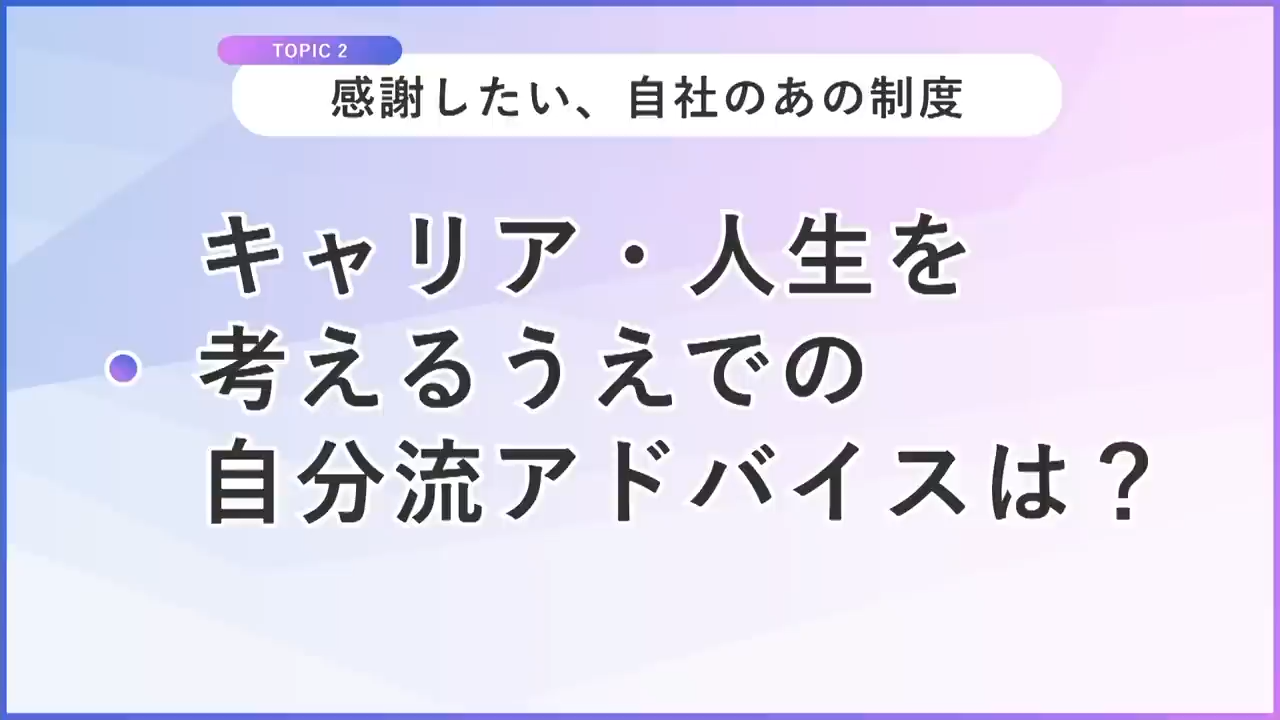 TOPIC 2
感謝したい、自社のあの制度
キャリア・人生を
考えるうえでの
自分流アドバイスは？